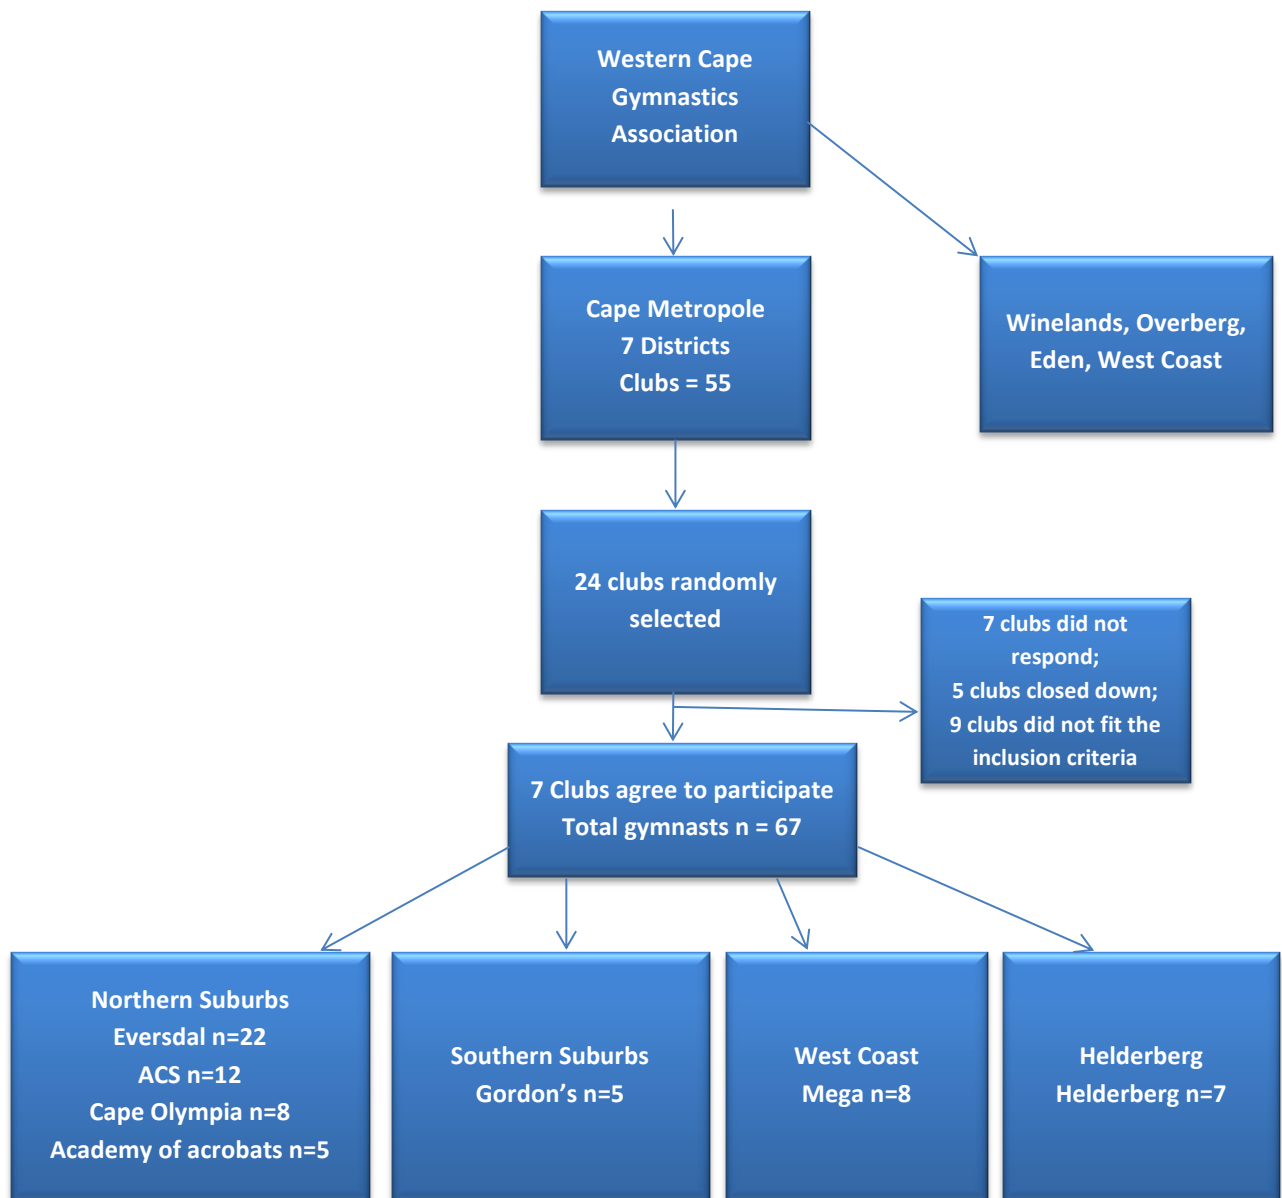 Western Cape
Gymnastics
Association
Cape Metropole
7 Districts
Clubs = 55
Winelands, Overberg,
Eden, West Coast
24 clubs randomly
selected
7 clubs did not
respond;
5 clubs closed down;
9 clubs did not fit the
inclusion criteria
7 Clubs agree to participate
Total gymnasts n = 67
Northern Suburbs
Eversdal n=22
ACS n=12
Cape Olympia n=8
Academy of acrobats n=5
Southern Suburbs
Gordon’s n=5
West Coast
Mega n=8
Helderberg
Helderberg n=7